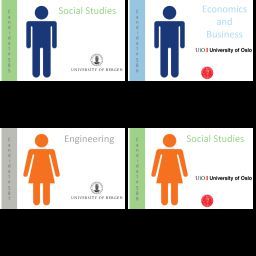 Social Studies
UNIVERSITY OF BERGEN
Economics
and
Business
UiO University of Oslo
Engineering
UNIVERSITY OF BERGEN
Social Studies
UiO University of Oslo